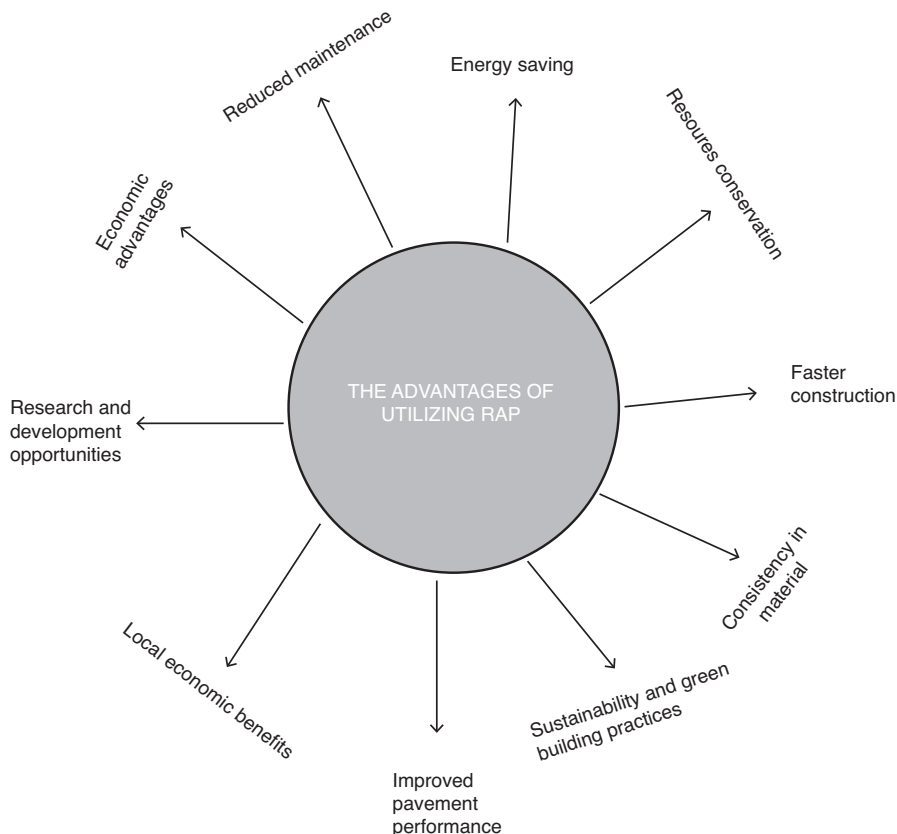 Reduced maintenance
Energy saving
Resoures conservation
Economic
advantages
THE ADVANTAGES OF
UTILIZING RAP
Faster
construction
Research and
development
opportunities
Consistency in
material
Local economic benefits
Sustainability and green
building practices
Improved
pavement
performance